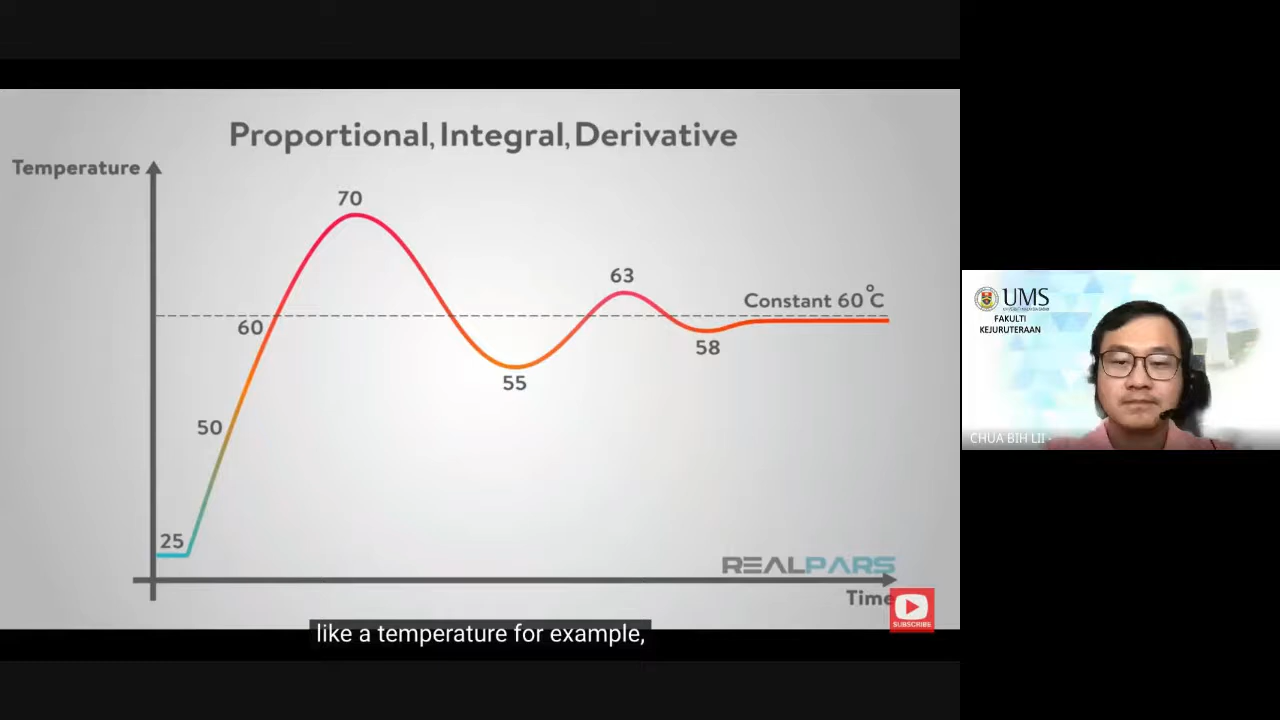 Proportional, Integral, Derivative
Temperature
70
63
Constant 60°C
60
58
55
50
25
REALPARS
Time
SUBSCRIBE
like a temperature for example,
UMS
FAKULTI
KEJURUTERAAN
CHUA BIH LII -